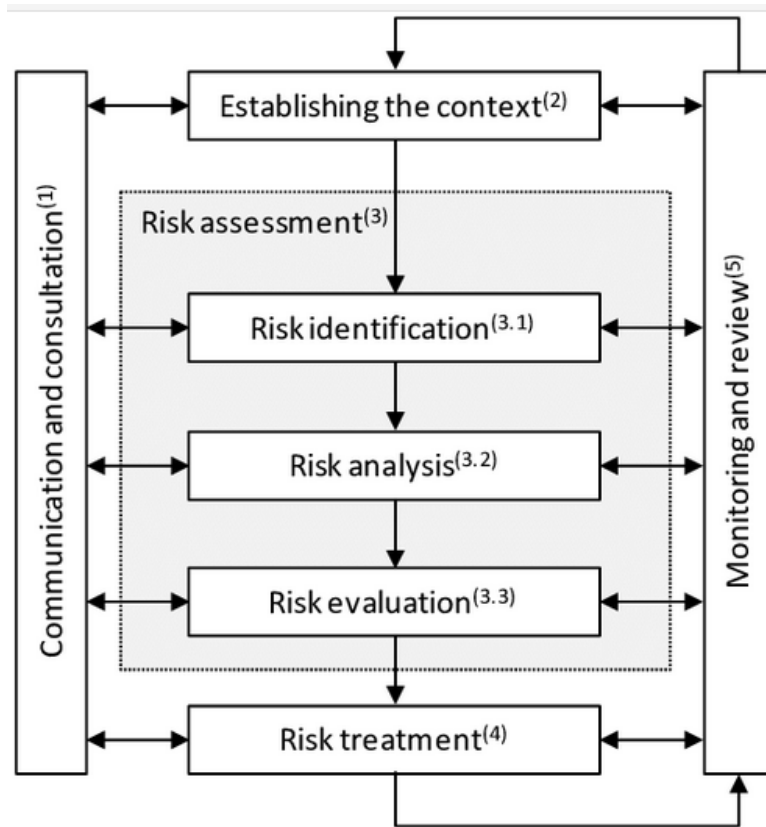 Establishing the context(2)
Communication and consultation(1)
Risk assessment(3)
Risk identification(3.1)
Risk analysis(3.2)
Risk evaluation(3.3)
Risk treatment(4)
Monitoring and review(5)